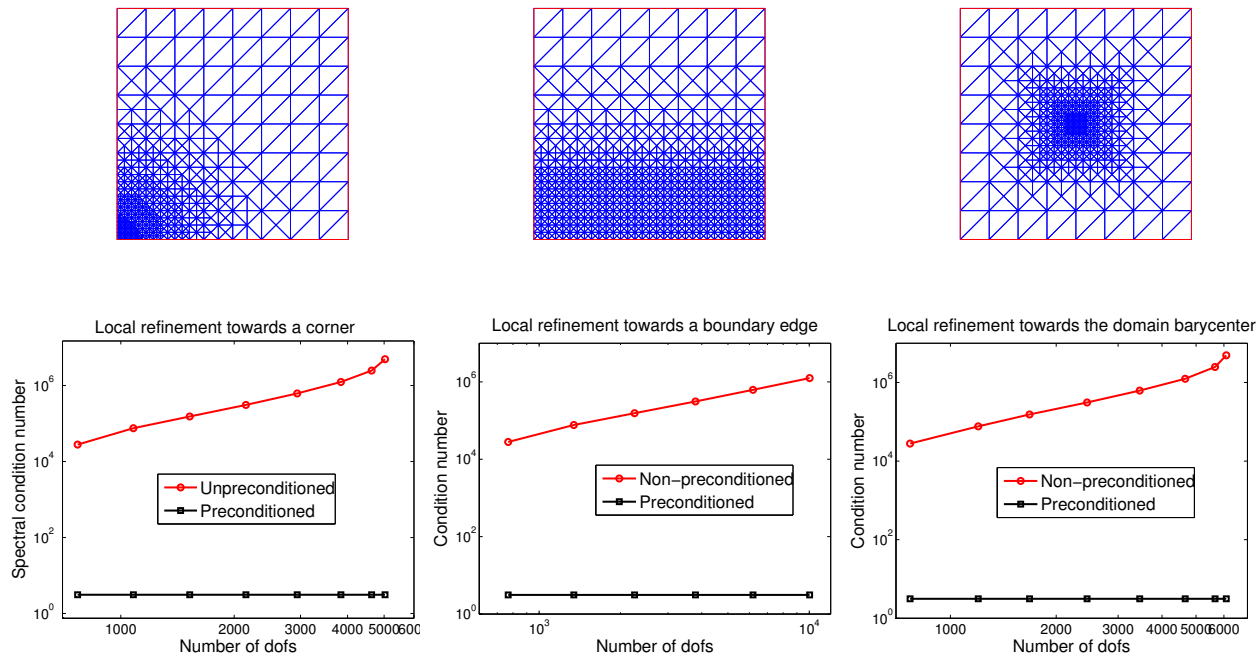 Local refinement towards a corner
Spectral condition number
10^6
10^4
10^2
10^0
Unpreconditioned
Preconditioned
1000 2000 3000 4000 5000 600
Number of dofs
Local refinement towards a boundary edge
Condition number
10^6
10^4
10^2
10^0
Non−preconditioned
Preconditioned
10^3 10^4
Number of dofs
Local refinement towards the domain barycenter
Condition number
10^6
10^4
10^2
10^0
Non−preconditioned
Preconditioned
1000 2000 3000 4000 5000 6000
Number of dofs